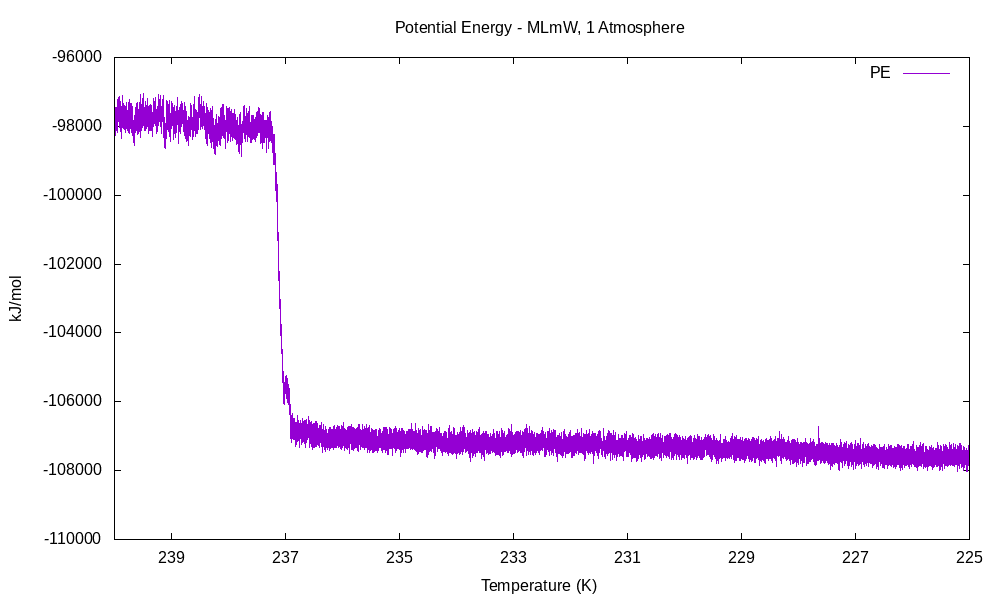 Potential Energy - MLmW, 1 Atmosphere
PE
-96000
-98000
-100000
-102000
-104000
-106000
-108000
-110000
kJ/mol
239 237 235 233 231 229 227 225
Temperature (K)